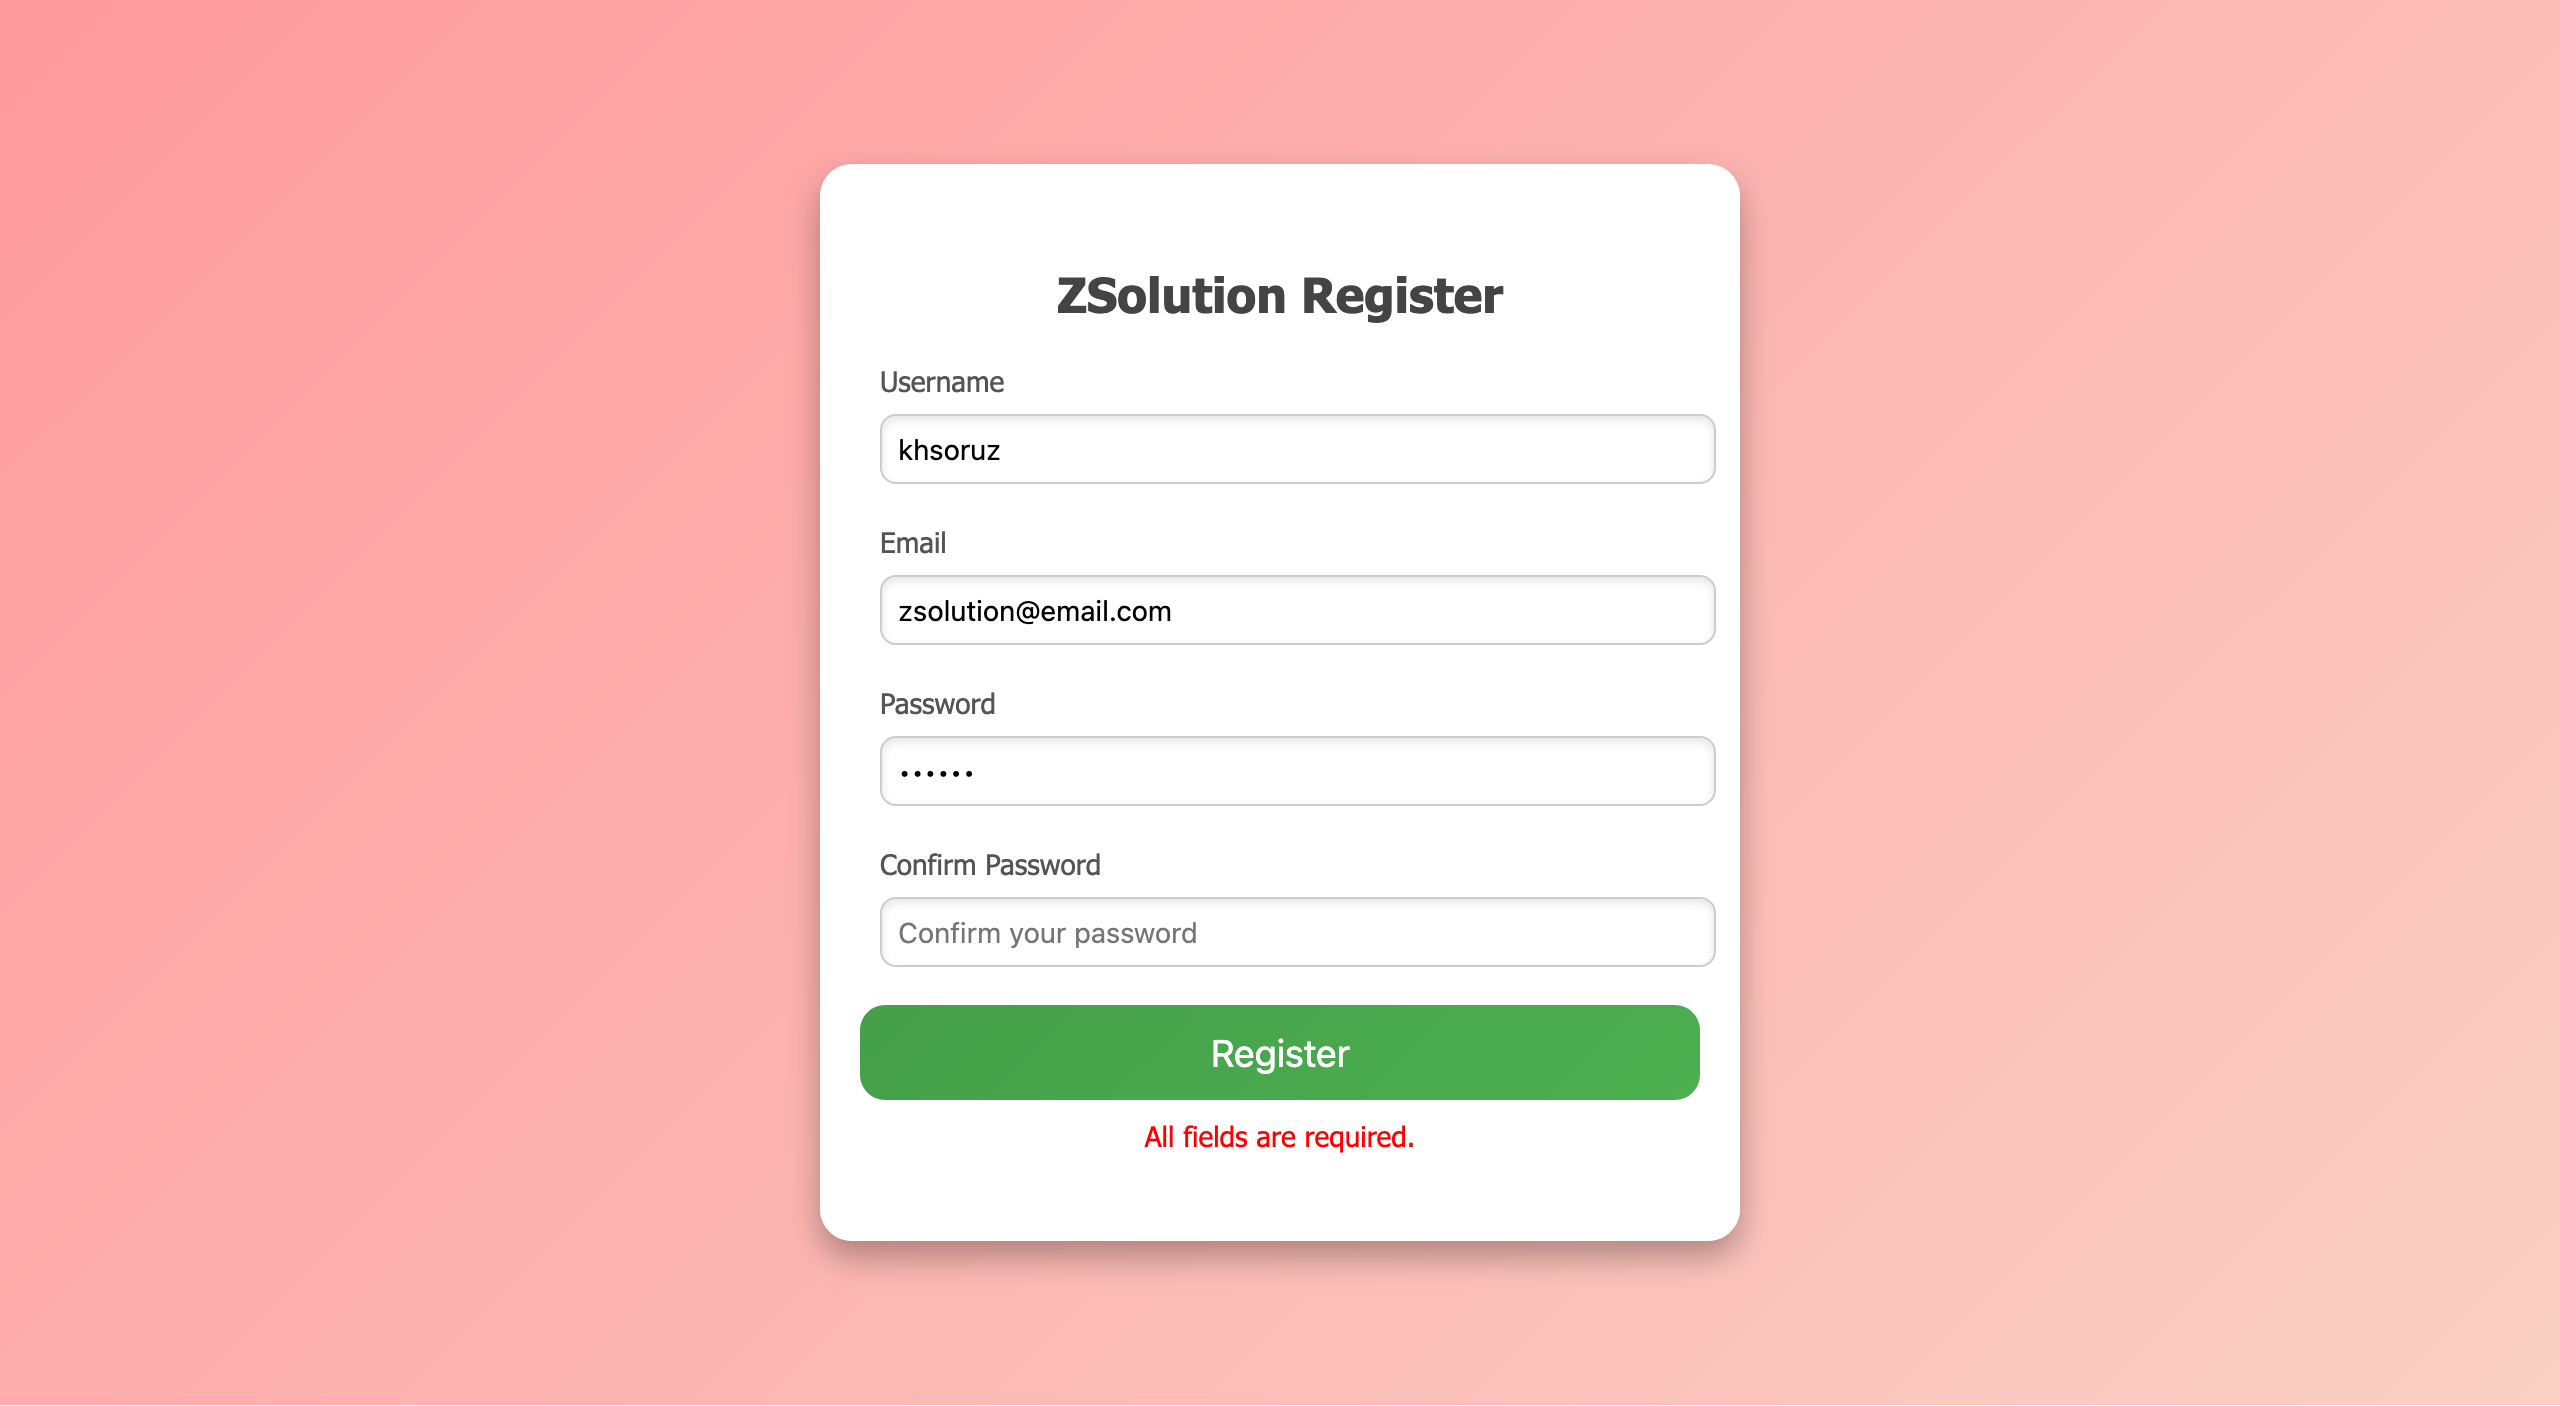 ZSolution Register
Username
khsoruz
Email
zsolution@email.com
Password
••••••
Confirm Password
Confirm your password
Register
All fields are required.